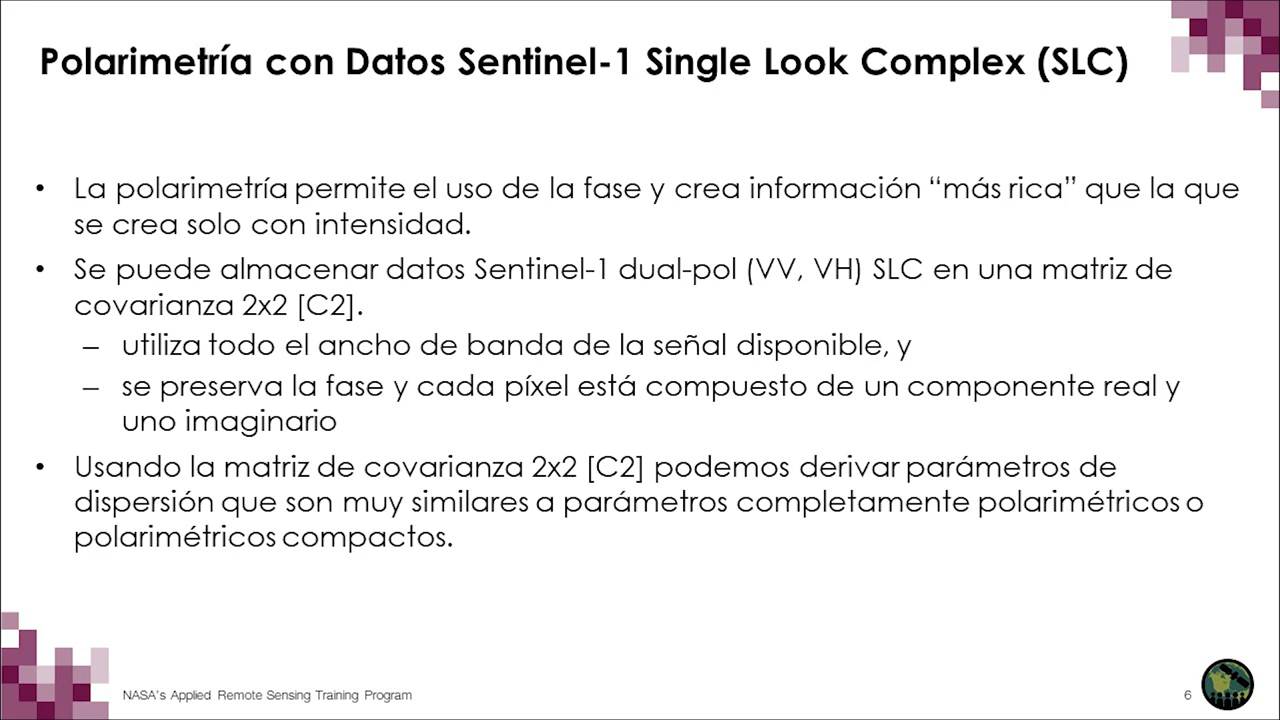 Polarimetría con Datos Sentinel-1 Single Look Complex (SLC)
• La polarimetría permite el uso de la fase y crea información “más rica” que la que
se crea solo con intensidad.
• Se puede almacenar datos Sentinel-1 dual-pol (VV, VH) SLC en una matriz de
covarianza 2x2 [C2].
– utiliza todo el ancho de banda de la señal disponible, y
– se preserva la fase y cada píxel está compuesto de un componente real y
uno imaginario
• Usando la matriz de covarianza 2x2 [C2] podemos derivar parámetros de
dispersión que son muy similares a parámetros completamente polarimétricos o
polarimétricos compactos.
NASA's Applied Remote Sensing Training Program
6